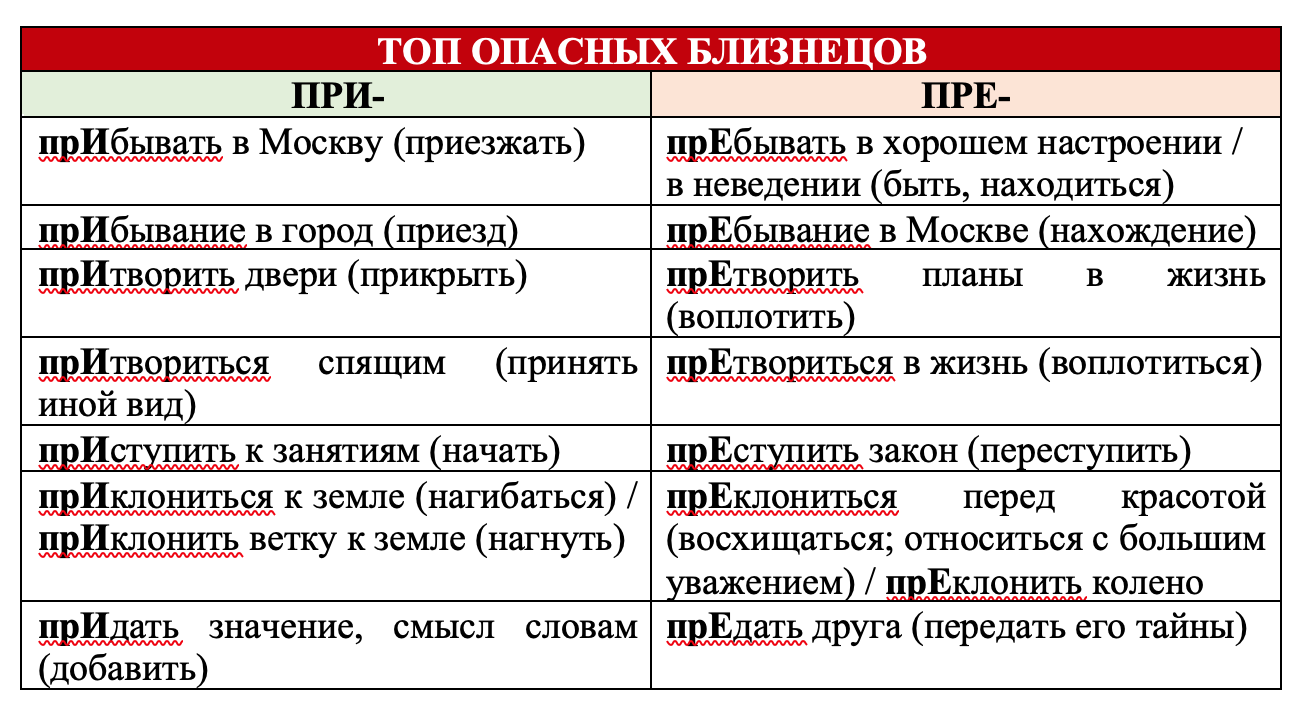 ТОП ОПАСНЫХ БЛИЗНЕЦОВ
ПРИ-
ПРЕ-
прИбывать в Москву (приезжать)
прЕбывать в хорошем настроении /
в неведении (быть, находиться)
прИбывание в город (приезд)
прЕбывание в Москве (нахождение)
прИтворить двери (прикрыть)
прЕтворить планы в жизнь
(воплотить)
прИтвориться спящим (принять
иной вид)
прЕтвориться в жизнь (воплотиться)
прИступить к занятиям (начать)
прЕступить закон (переступить)
прИклониться к земле (нагибаться) /
прИклонить ветку к земле (нагнуть)
прЕклониться перед красотой
(восхищаться; относиться с большим
уважением) / прЕклонить колено
прИдать значение, смысл словам
(добавить)
прЕдать друга (передать его тайны)